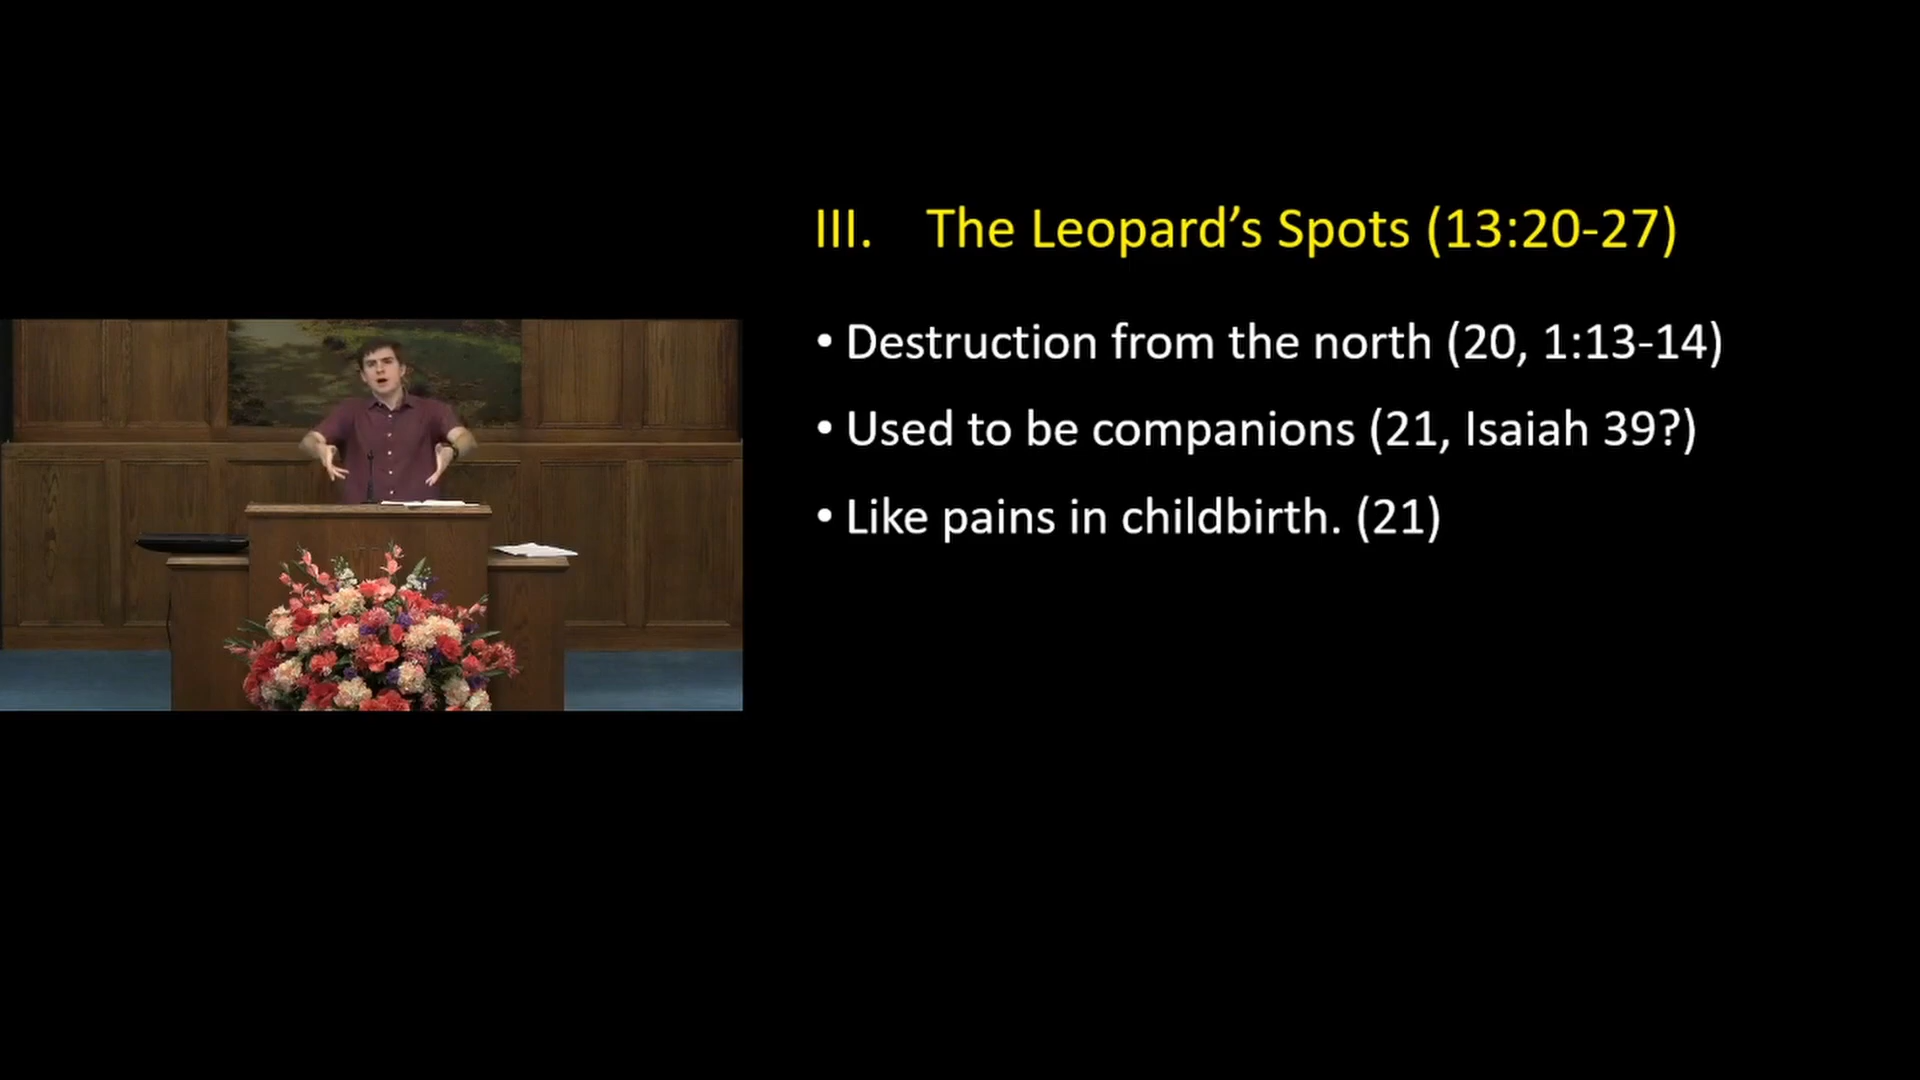 III. The Leopard’s Spots (13:20-27)
• Destruction from the north (20, 1:13-14)
• Used to be companions (21, Isaiah 39?)
• Like pains in childbirth. (21)